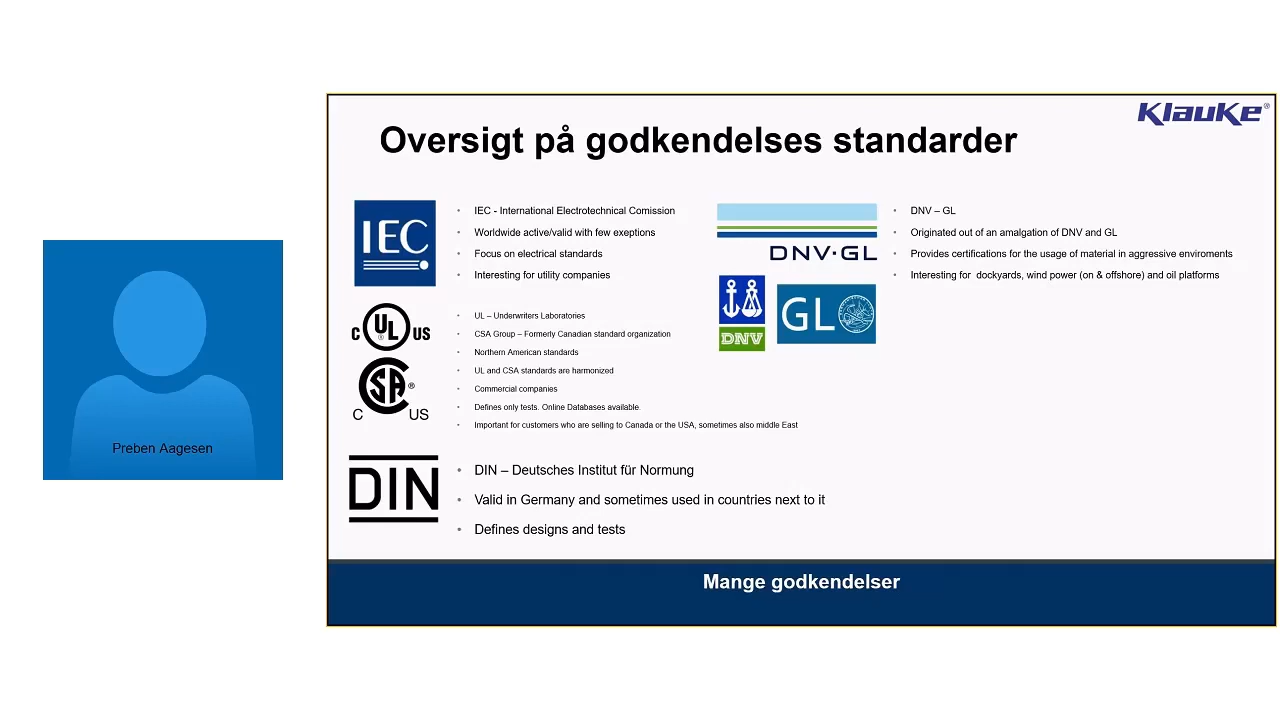 Klauke®
Oversigt på godkendelses standarder
IEC
• IEC - International Electrotechnical Comission
• Worldwide active/valid with few exeptions
• Focus on electrical standards
• Interesting for utility companies
C UL® US
CSA®
C US
• UL – Underwriters Laboratories
• CSA Group – Formerly Canadian standard organization
• Northern American standards
• UL and CSA standards are harmonized
• Commercial companies
• Defines only tests. Online Databases available.
• Important for customers who are selling to Canada or the USA, sometimes also middle East
DIN
• DIN – Deutsches Institut für Normung
• Valid in Germany and sometimes used in countries next to it
• Defines designs and tests
DNV·GL
DNV
GL
• DNV – GL
• Originated out of an amalgation of DNV and GL
• Provides certifications for the usage of material in aggressive enviroments
• Interesting for  dockyards, wind power (on & offshore) and oil platforms
Mange godkendelser
Preben Aagesen